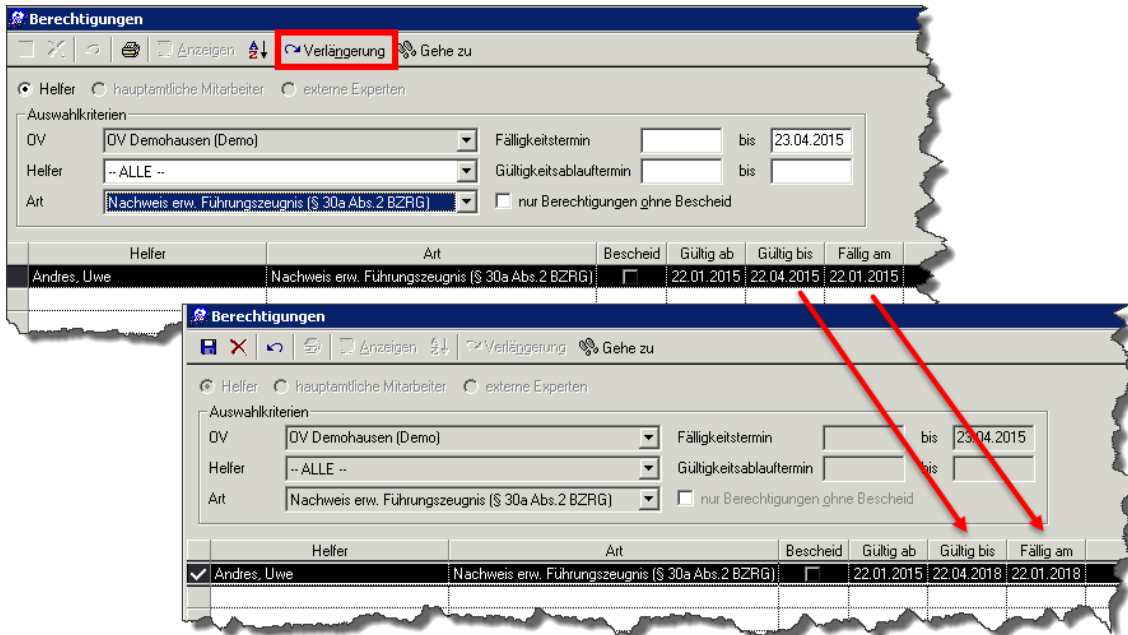 Berechtigungen
Anzeigen Verlängerung Gehe zu
Helfer hauptamtliche Mitarbeiter externe Experten
Auswahlkriterien
OV OV Demohausen (Demo) Fälligkeitstermin bis 23.04.2015
Helfer -- ALLE -- Gültigkeitsablauftermin bis
Art Nachweis erw. Führungszeugnis (§ 30a Abs.2 BZRG) nur Berechtigungen ohne Bescheid
Helfer Art Bescheid Gültig ab Gültig bis Fällig am
Andres, Uwe Nachweis erw. Führungszeugnis (§ 30a Abs.2 BZRG) 22.01.2015 22.04.2015 22.01.2015
Berechtigungen
Anzeigen Verlängerung Gehe zu
Helfer hauptamtliche Mitarbeiter externe Experten
Auswahlkriterien
OV OV Demohausen (Demo) Fälligkeitstermin bis 23.04.2015
Helfer -- ALLE -- Gültigkeitsablauftermin bis
Art Nachweis erw. Führungszeugnis (§ 30a Abs.2 BZRG) nur Berechtigungen ohne Bescheid
Helfer Art Bescheid Gültig ab Gültig bis Fällig am
Andres, Uwe Nachweis erw. Führungszeugnis (§ 30a Abs.2 BZRG) 22.01.2015 22.04.2018 22.01.2018